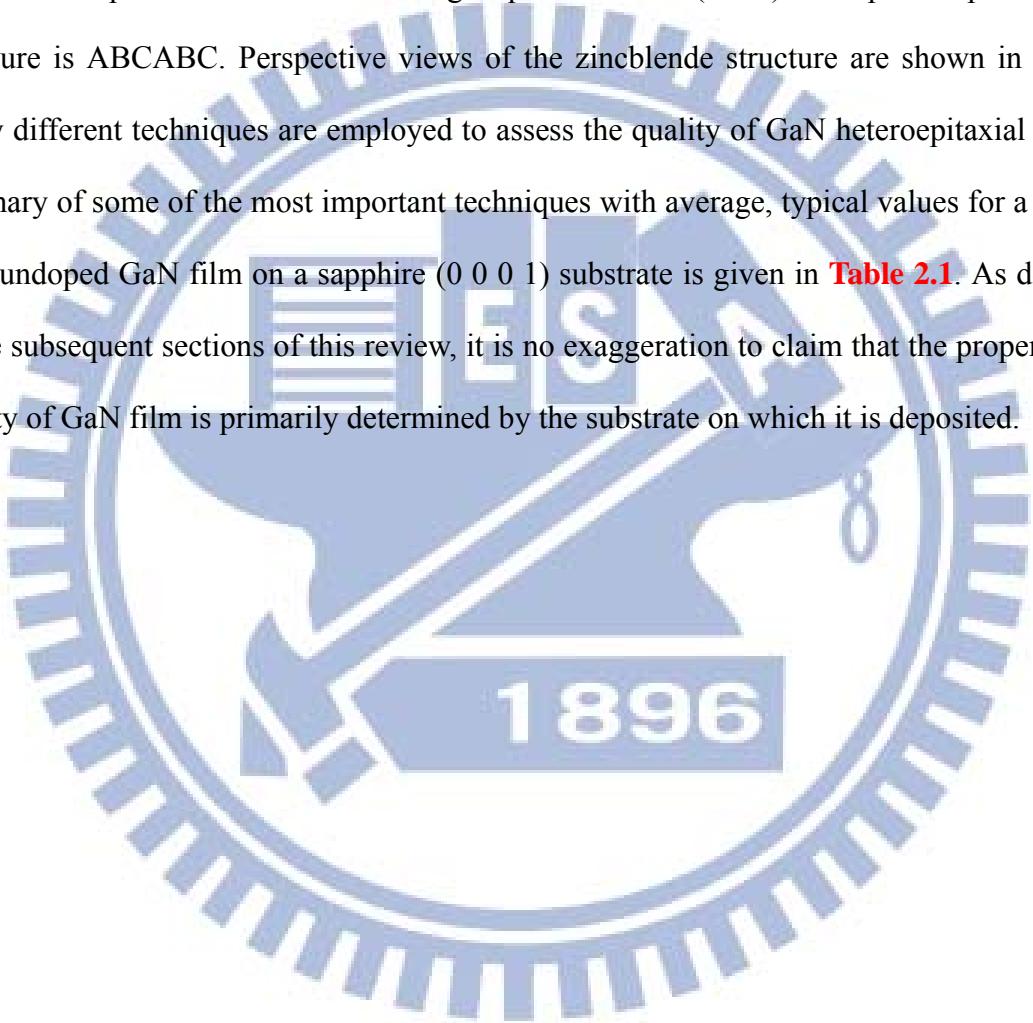 ture is ABCABC. Perspective views of the zincblende structure are shown in
different techniques are employed to assess the quality of GaN heteroepitaxial
mary of some of the most important techniques with average, typical values for a
undoped GaN film on a sapphire (0 0 0 1) substrate is given in Table 2.1. As d
subsequent sections of this review, it is no exaggeration to claim that the proper
ty of GaN film is primarily determined by the substrate on which it is deposited.
E S A
8
1896